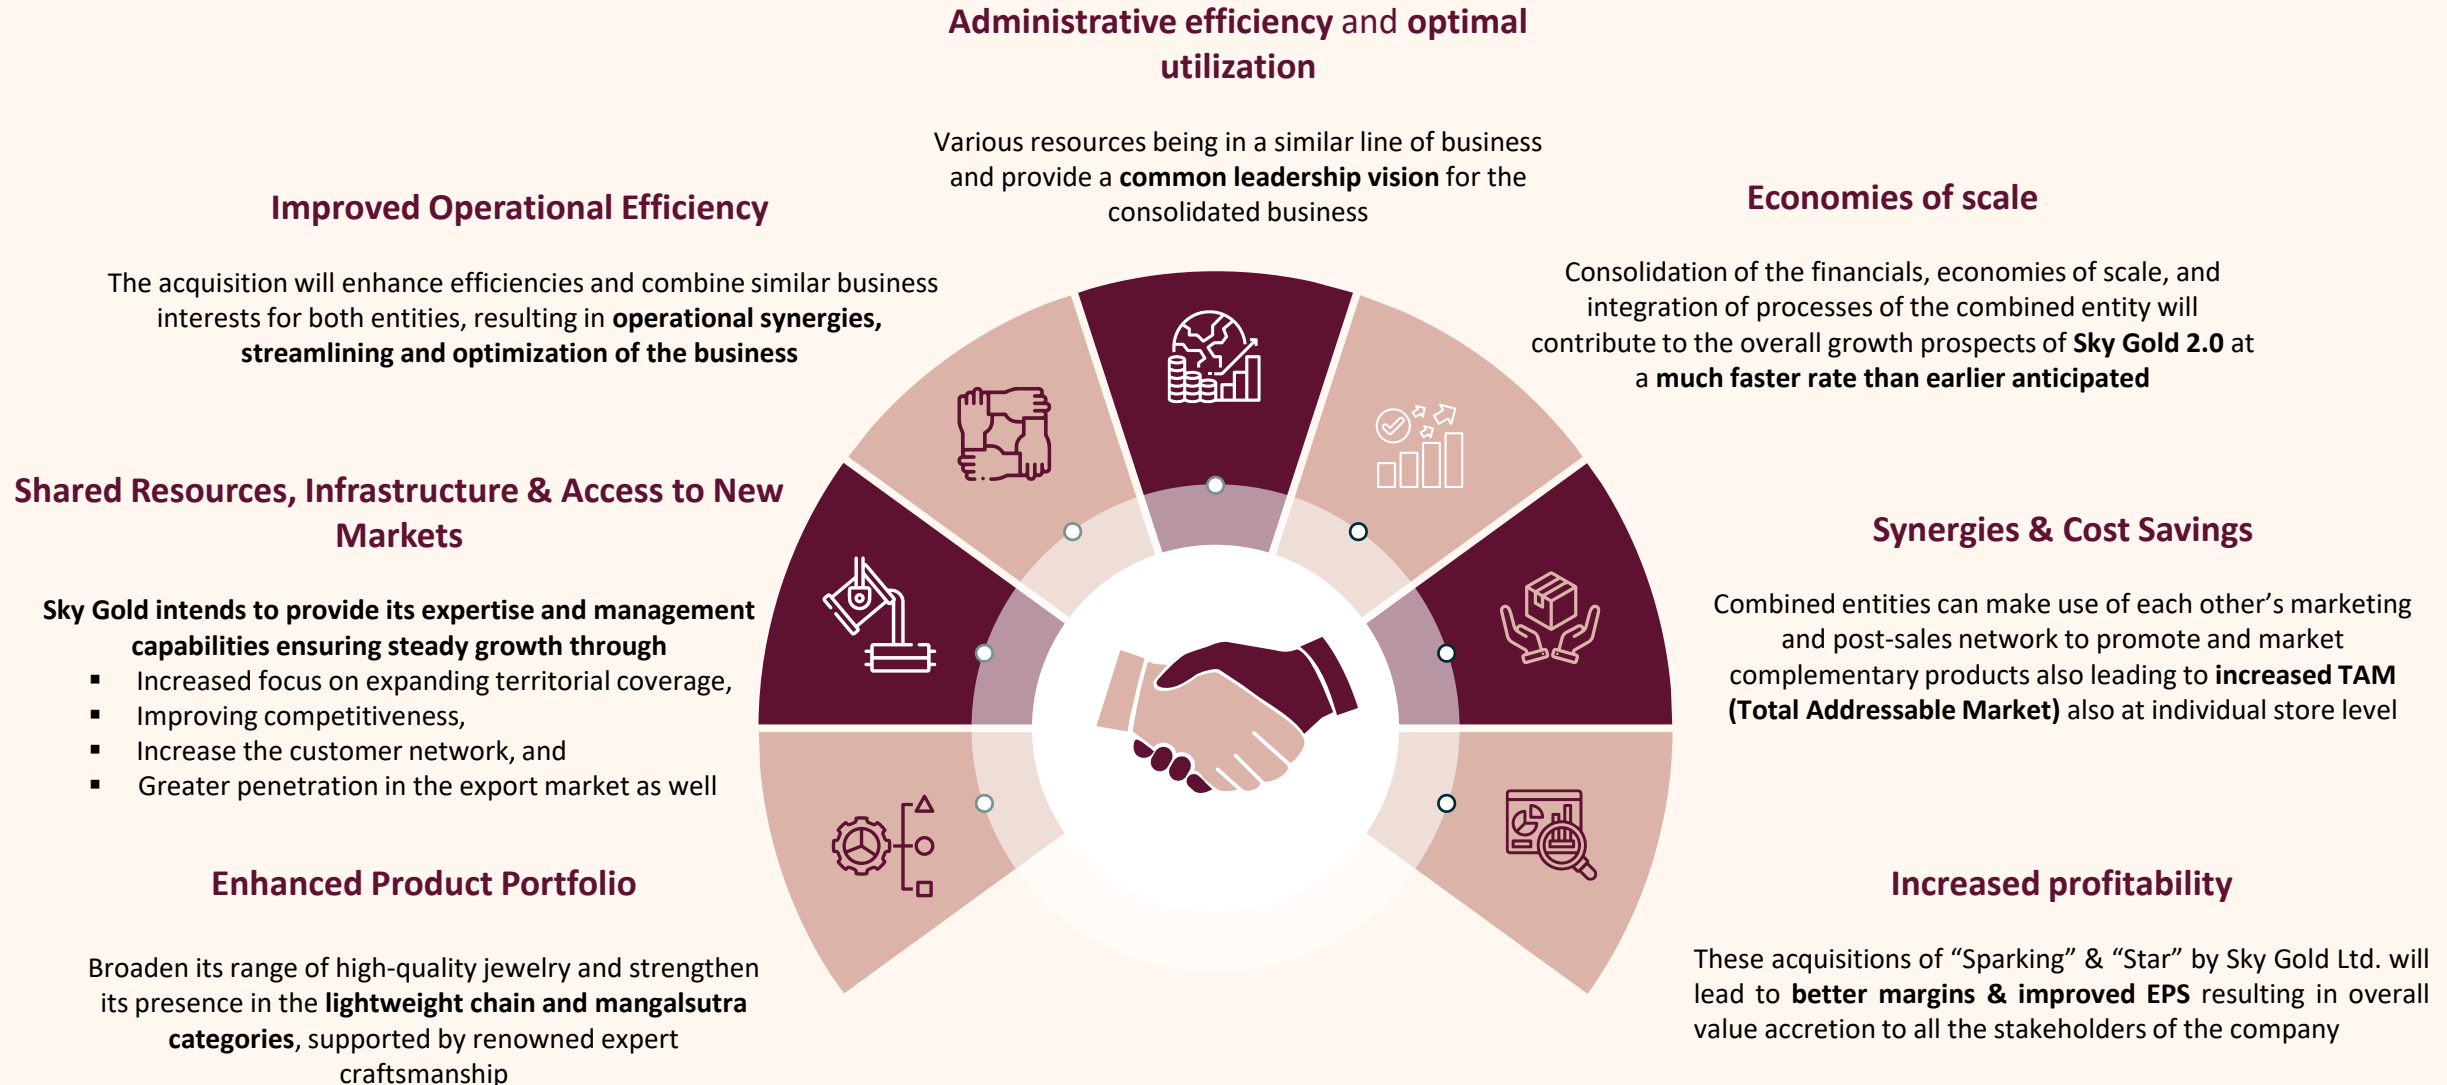 Administrative efficiency and optimal
utilization
Various resources being in a similar line of business
and provide a common leadership vision for the
consolidated business
Improved Operational Efficiency
The acquisition will enhance efficiencies and combine similar business
interests for both entities, resulting in operational synergies,
streamlining and optimization of the business
Shared Resources, Infrastructure & Access to New
Markets
Sky Gold intends to provide its expertise and management
capabilities ensuring steady growth through
▪ Increased focus on expanding territorial coverage,
▪ Improving competitiveness,
▪ Increase the customer network, and
▪ Greater penetration in the export market as well
Enhanced Product Portfolio
Broaden its range of high-quality jewelry and strengthen
its presence in the lightweight chain and mangalsutra
categories, supported by renowned expert
craftsmanship
Economies of scale
Consolidation of the financials, economies of scale, and
integration of processes of the combined entity will
contribute to the overall growth prospects of Sky Gold 2.0 at
a much faster rate than earlier anticipated
Synergies & Cost Savings
Combined entities can make use of each other’s marketing
and post-sales network to promote and market
complementary products also leading to increased TAM
(Total Addressable Market) also at individual store level
Increased profitability
These acquisitions of “Sparking” & “Star” by Sky Gold Ltd. will
lead to better margins & improved EPS resulting in overall
value accretion to all the stakeholders of the company